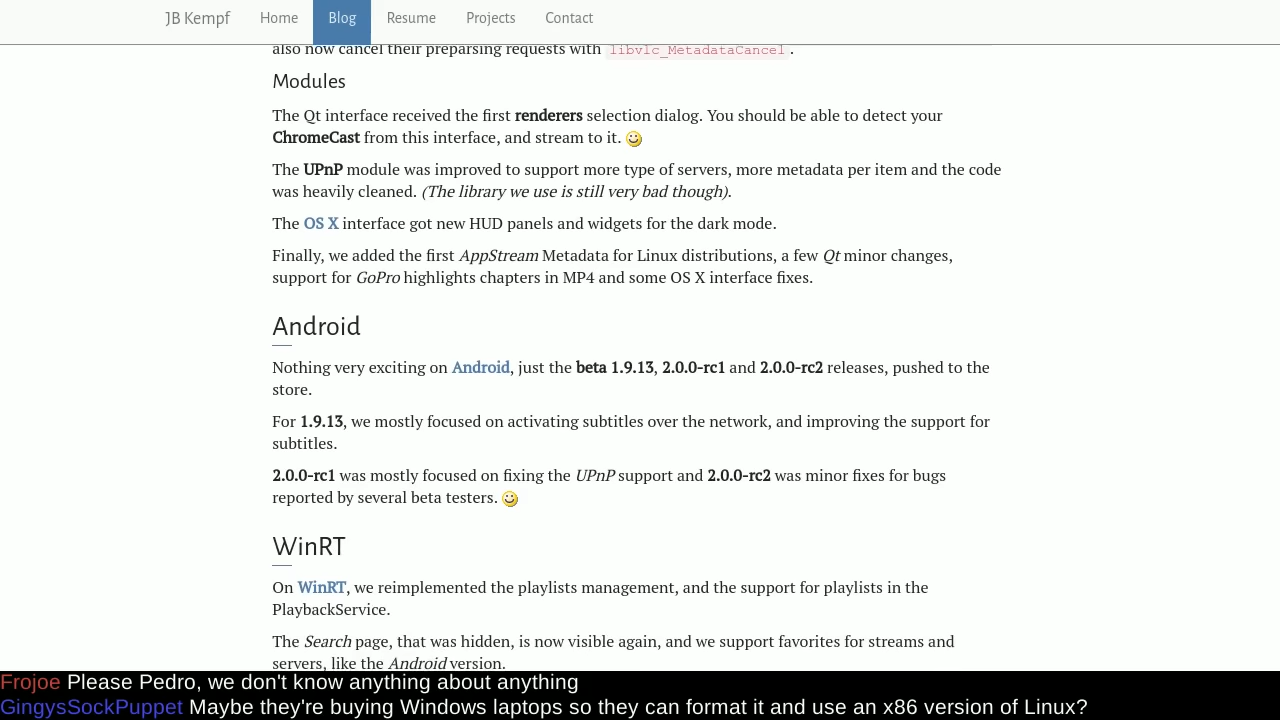 JB Kempf Home Blog Resume Projects Contact
also now cancel their preparsing requests with libvlc_MetadataCancel.
Modules
The Qt interface received the first renderers selection dialog. You should be able to detect your
ChromeCast from this interface, and stream to it.
The UPnP module was improved to support more type of servers, more metadata per item and the code
was heavily cleaned. (The library we use is still very bad though).
The OS X interface got new HUD panels and widgets for the dark mode.
Finally, we added the first AppStream Metadata for Linux distributions, a few Qt minor changes,
support for GoPro highlights chapters in MP4 and some OS X interface fixes.
Android
Nothing very exciting on Android, just the beta 1.9.13, 2.0.0-rc1 and 2.0.0-rc2 releases, pushed to the
store.
For 1.9.13, we mostly focused on activating subtitles over the network, and improving the support for
subtitles.
2.0.0-rc1 was mostly focused on fixing the UPnP support and 2.0.0-rc2 was minor fixes for bugs
reported by several beta testers.
WinRT
On WinRT, we reimplemented the playlists management, and the support for playlists in the
PlaybackService.
The Search page, that was hidden, is now visible again, and we support favorites for streams and
servers, like the Android version.
Frojoe Please Pedro, we don't know anything about anything
GingysSockPuppet Maybe they're buying Windows laptops so they can format it and use an x86 version of Linux?